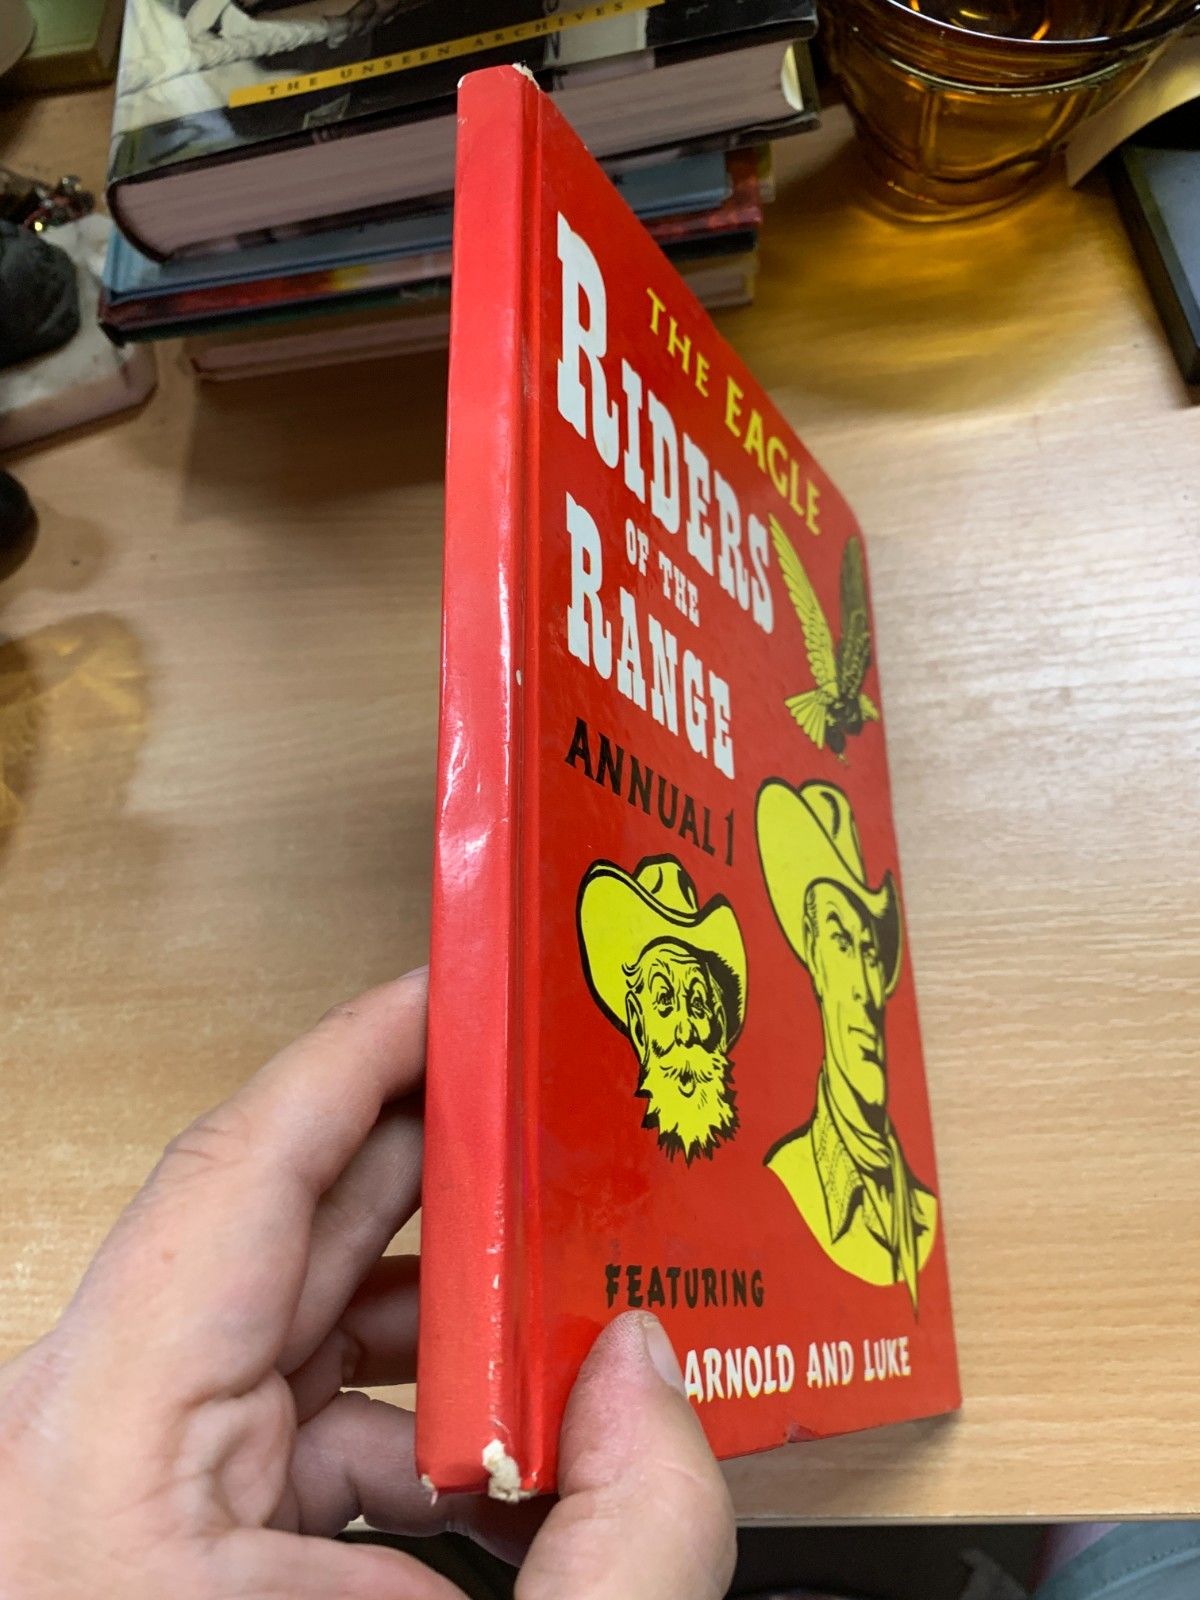 THE UNSEEN ARCHIVES
THE EAGLE
RIDERS
OF THE
RANGE
ANNUAL 1
FEATURING
ARNOLD AND LUKE